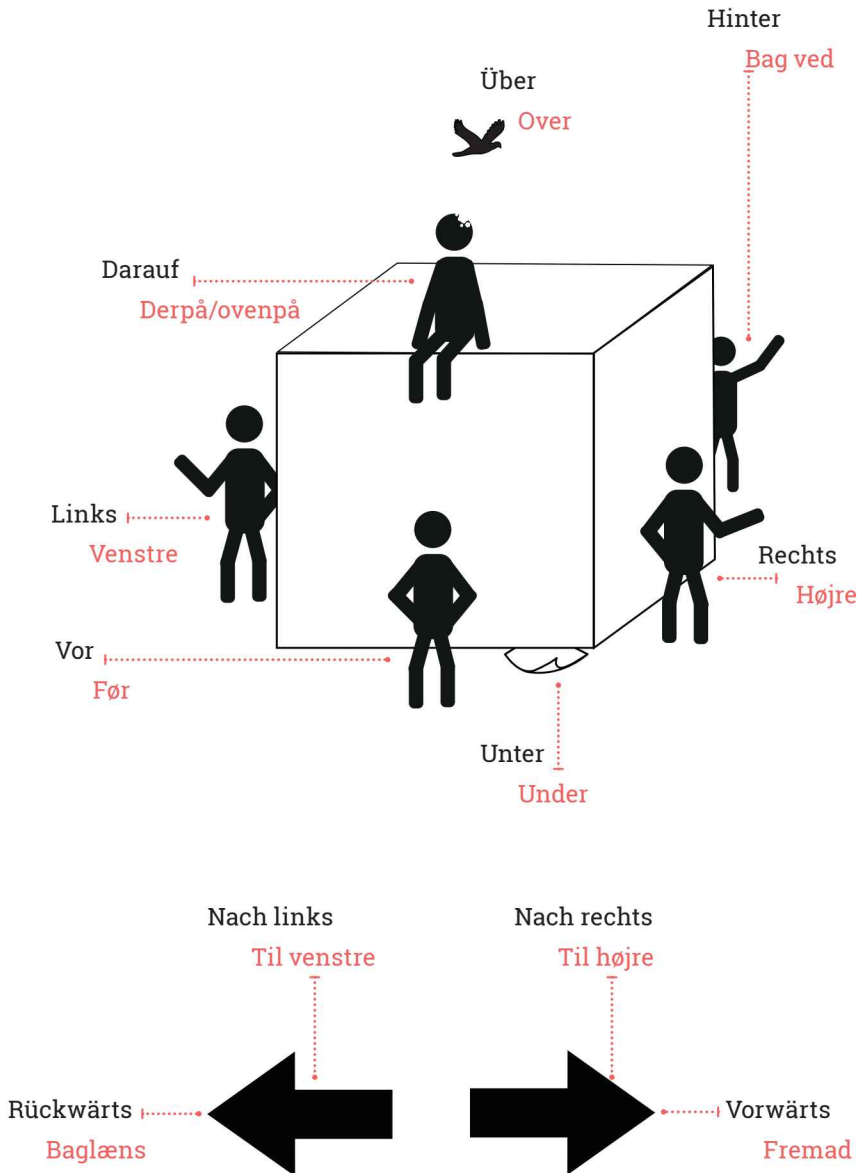 Hinter
Bag ved
Über
Over
Darauf
Derpå/ovenpå
Links
Venstre
Rechts
Højre
Vor
Før
Unter
Under
Nach links
Til venstre
Nach rechts
Til højre
Rückwärts
Baglæns
Vorwärts
Fremad